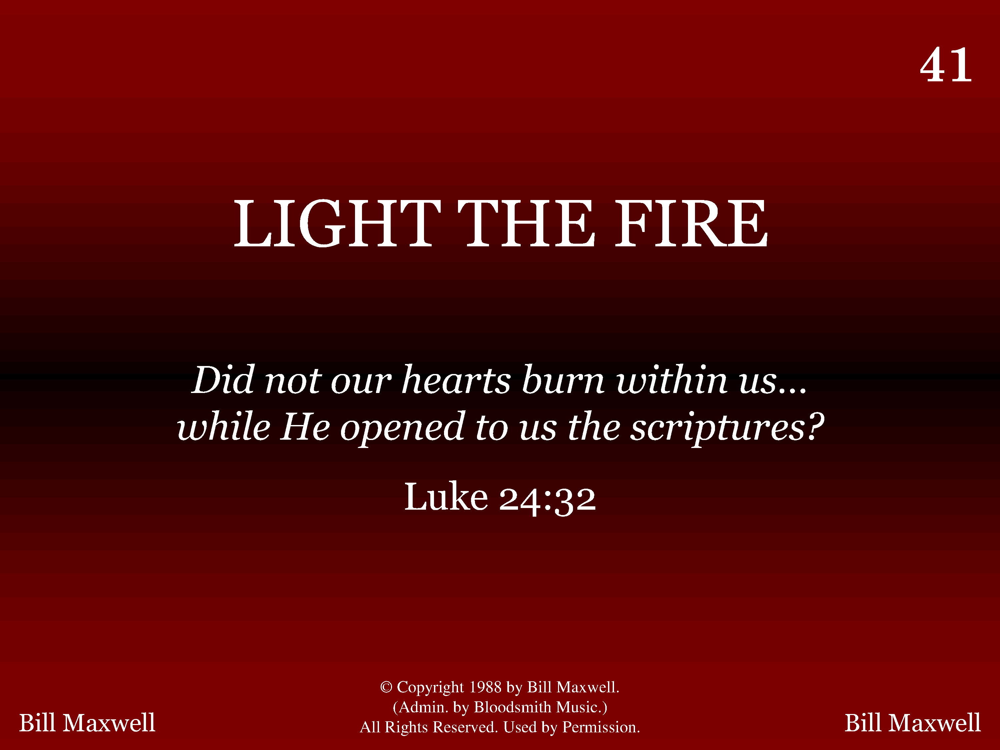 41
LIGHT THE FIRE
Did not our hearts burn within us...
while He opened to us the scriptures?
Luke 24:32
© Copyright 1988 by Bill Maxwell.
(Admin. by Bloodsmith Music.)
All Rights Reserved. Used by Permission.
Bill Maxwell
Bill Maxwell